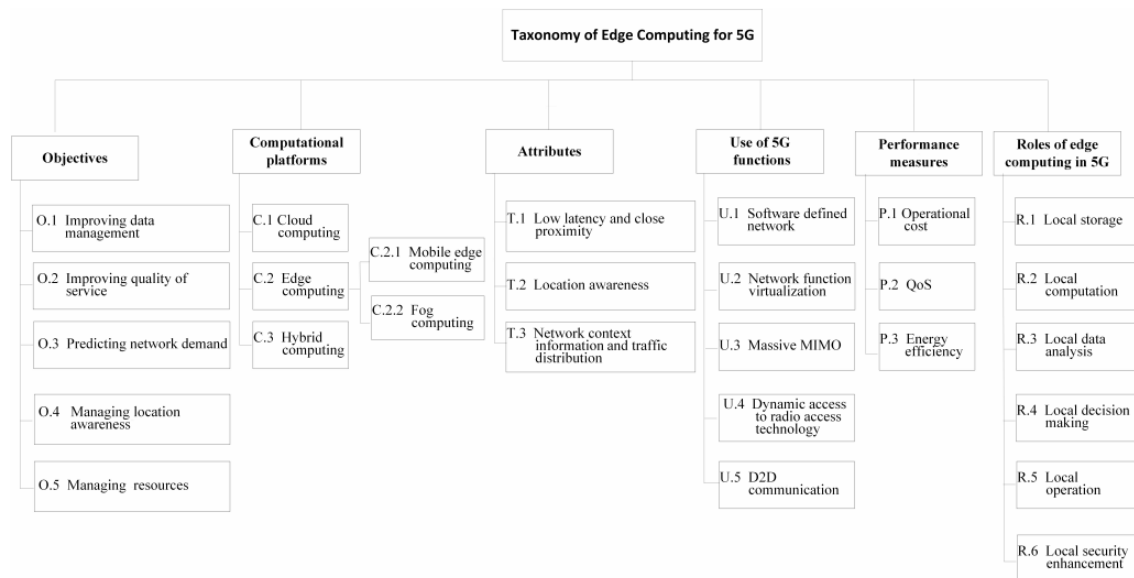 Taxonomy of Edge Computing for 5G
Objectives
O.1 Improving data
management
O.2 Improving quality of
service
O.3 Predicting network demand
O.4 Managing location
awareness
O.5 Managing resources
Computational
platforms
C.1 Cloud
computing
C.2 Edge
computing
C.3 Hybrid
computing
C.2.1 Mobile edge
computing
C.2.2 Fog
computing
Attributes
T.1 Low latency and close
proximity
T.2 Location awareness
T.3 Network context
information and traffic
distribution
Use of 5G
functions
U.1 Software defined
network
U.2 Network function
virtualization
U.3 Massive MIMO
U.4 Dynamic access
to radio access
technology
U.5 D2D
communication
Performance
measures
P.1 Operational
cost
P.2 QoS
P.3 Energy
efficiency
Roles of edge
computing in 5G
R.1 Local storage
R.2 Local
computation
R.3 Local data
analysis
R.4 Local decision
making
R.5 Local
operation
R.6 Local security
enhancement